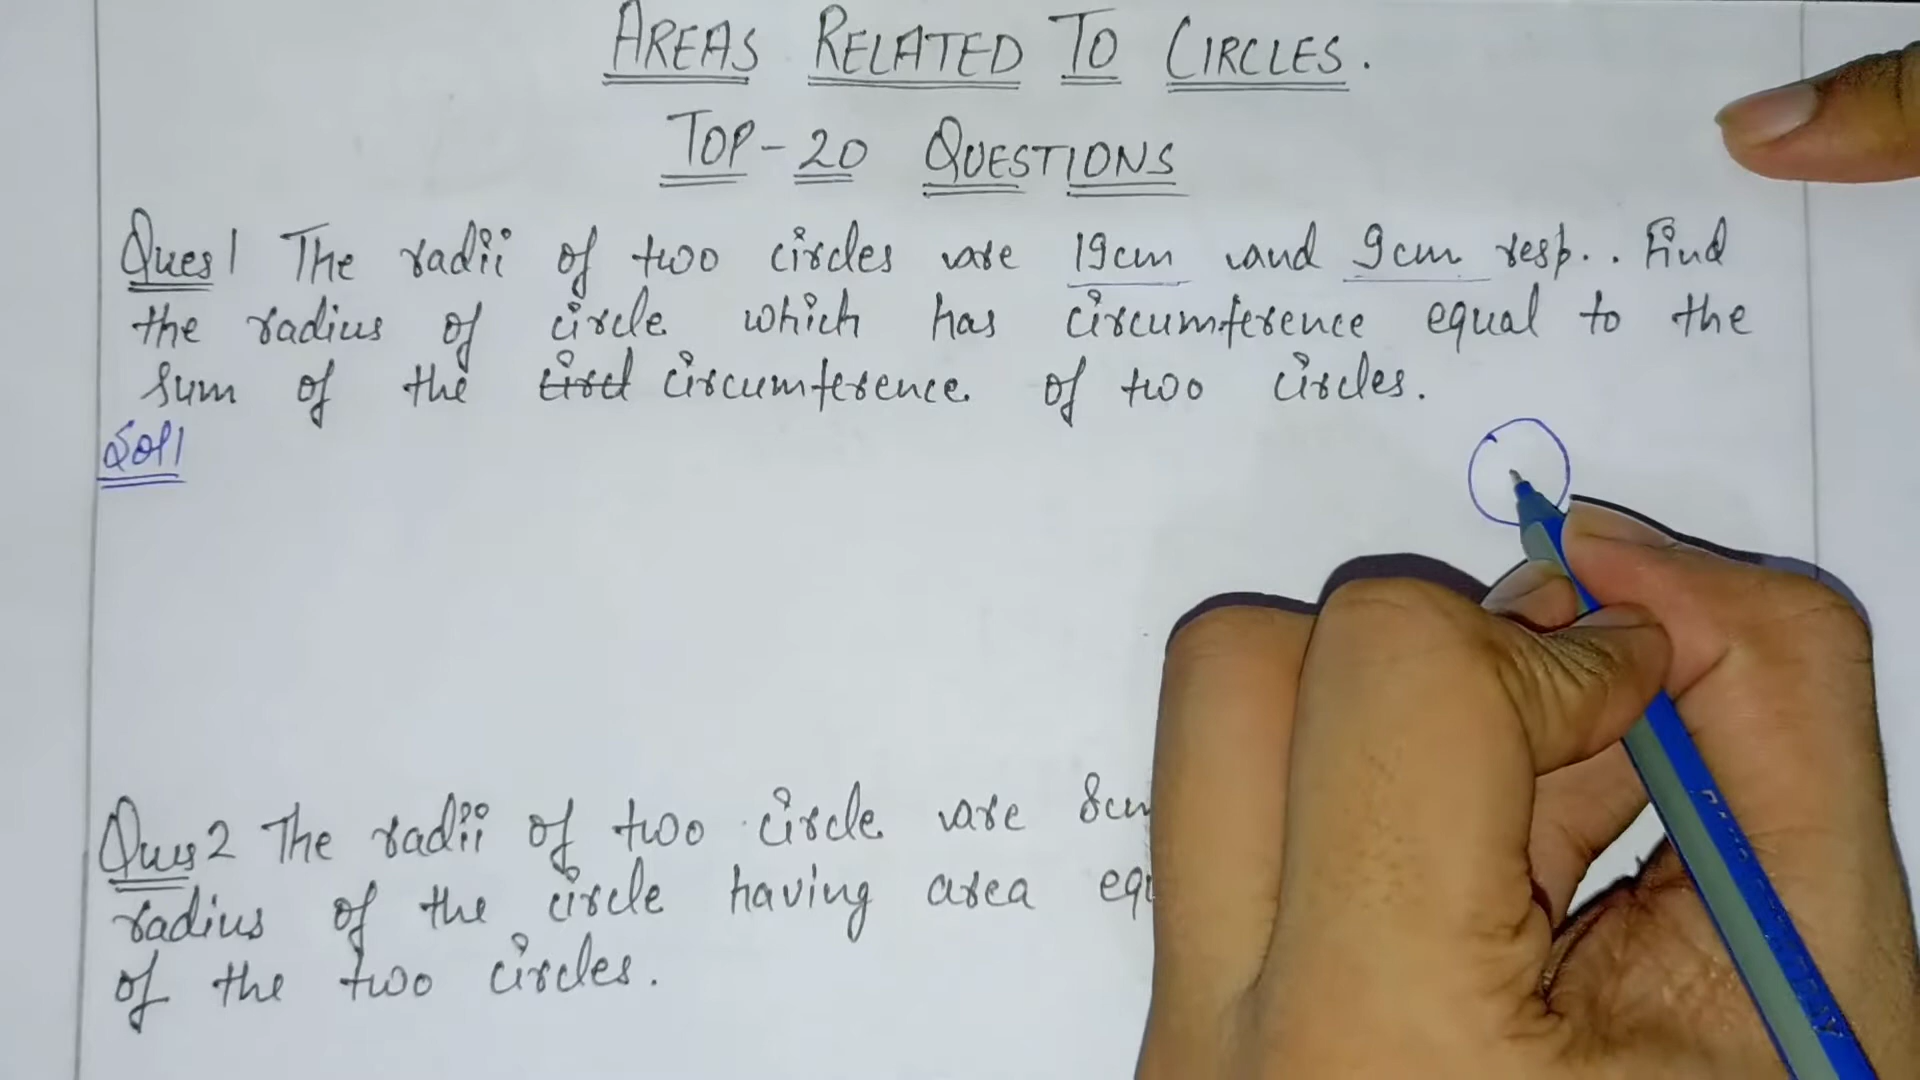 AREAS RELATED TO CIRCLES.
TOP-20 QUESTIONS
Ques1 The radii of two circles are 19cm and 9cm resp.. Find
the radius of circle which has circumference equal to the
sum of the circumference of two circles.
Sol1
Ques2 The radii of two circle are 8cm
radius of the circle having area
of the two circles.